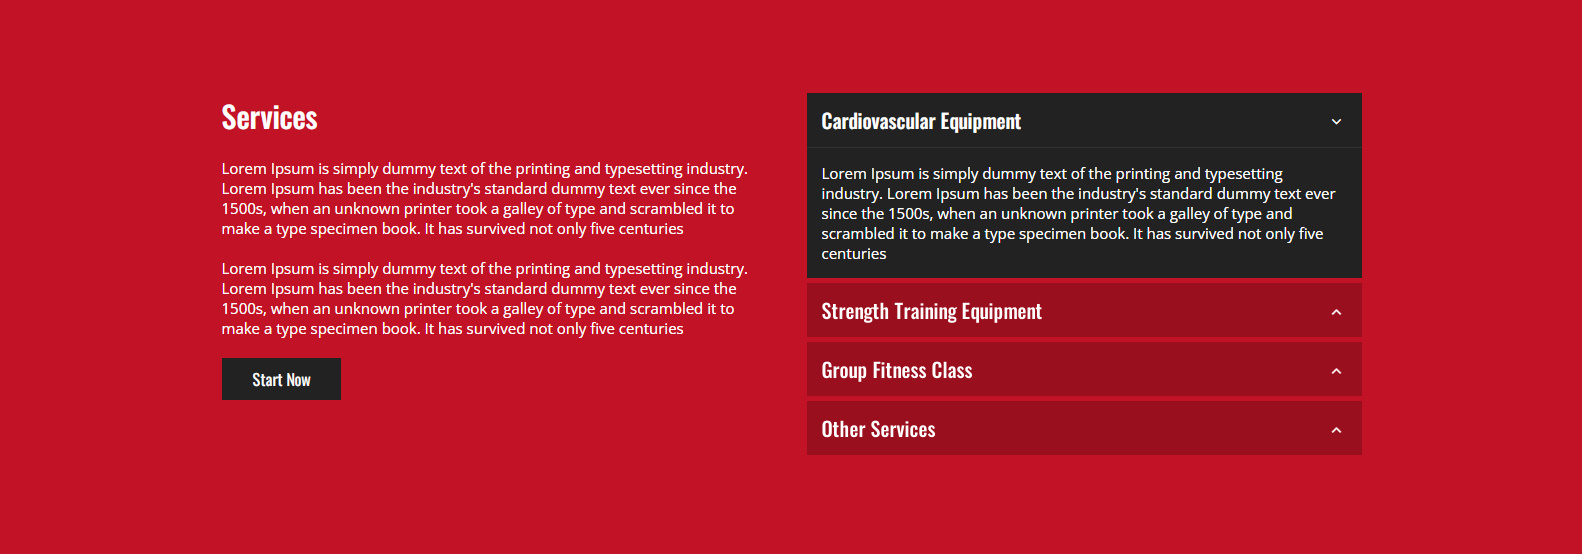 Services
Lorem Ipsum is simply dummy text of the printing and typesetting industry.
Lorem Ipsum has been the industry's standard dummy text ever since the
1500s, when an unknown printer took a galley of type and scrambled it to
make a type specimen book. It has survived not only five centuries
Lorem Ipsum is simply dummy text of the printing and typesetting industry.
Lorem Ipsum has been the industry's standard dummy text ever since the
1500s, when an unknown printer took a galley of type and scrambled it to
make a type specimen book. It has survived not only five centuries
Start Now
Cardiovascular Equipment
Lorem Ipsum is simply dummy text of the printing and typesetting
industry. Lorem Ipsum has been the industry's standard dummy text ever
since the 1500s, when an unknown printer took a galley of type and
scrambled it to make a type specimen book. It has survived not only five
centuries
Strength Training Equipment
Group Fitness Class
Other Services